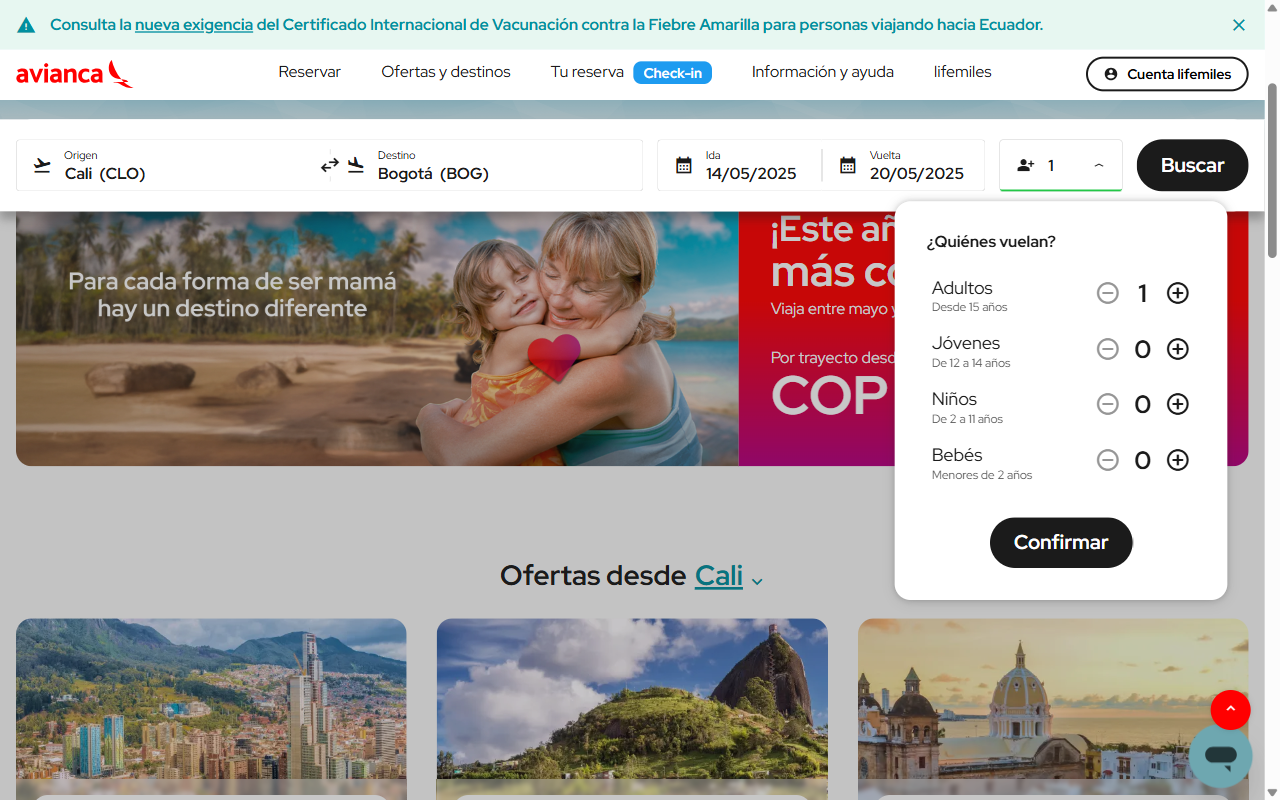 Consulta la nueva exigencia del Certificado Internacional de Vacunación contra la Fiebre Amarilla para personas viajando hacia Ecuador.
avianca
Reservar
Ofertas y destinos
Tu reserva
Check-in
Información y ayuda
lifemiles
Cuenta lifemiles
Origen
Cali (CLO)
Destino
Bogotá (BOG)
Ida
14/05/2025
Vuelta
20/05/2025
1
Buscar
Para cada forma de ser mamá
hay un destino diferente
¡Este añ
más co
Viaja entre mayo y
Por trayecto desd
COP
¿Quiénes vuelan?
Adultos
Desde 15 años
1
Jóvenes
De 12 a 14 años
0
Niños
De 2 a 11 años
0
Bebés
Menores de 2 años
0
Confirmar
Ofertas desde Cali